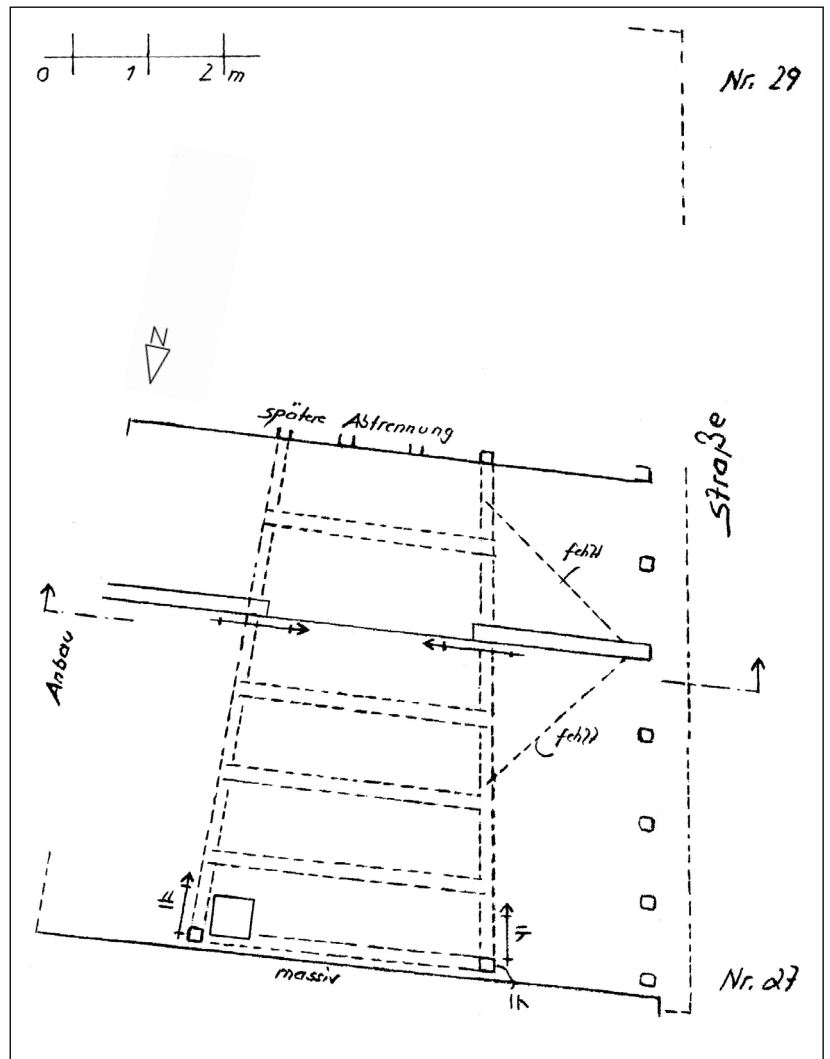 0 1 2 m
Nr. 29
N
spätere Abtrennung
Straße
fehlt
Anbau
fehlt
massiv
Nr. 27